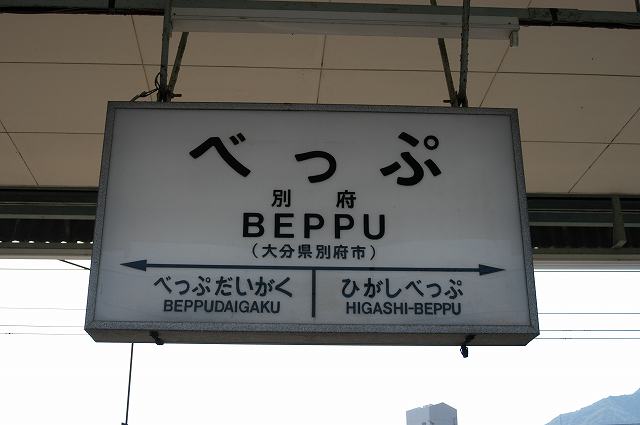 べっぷ
別府
BEPPU
(大分県別府市)
べっぷだいがく ひがしべっぷ
BEPPUDAIGAKU HIGASHI-BEPPU